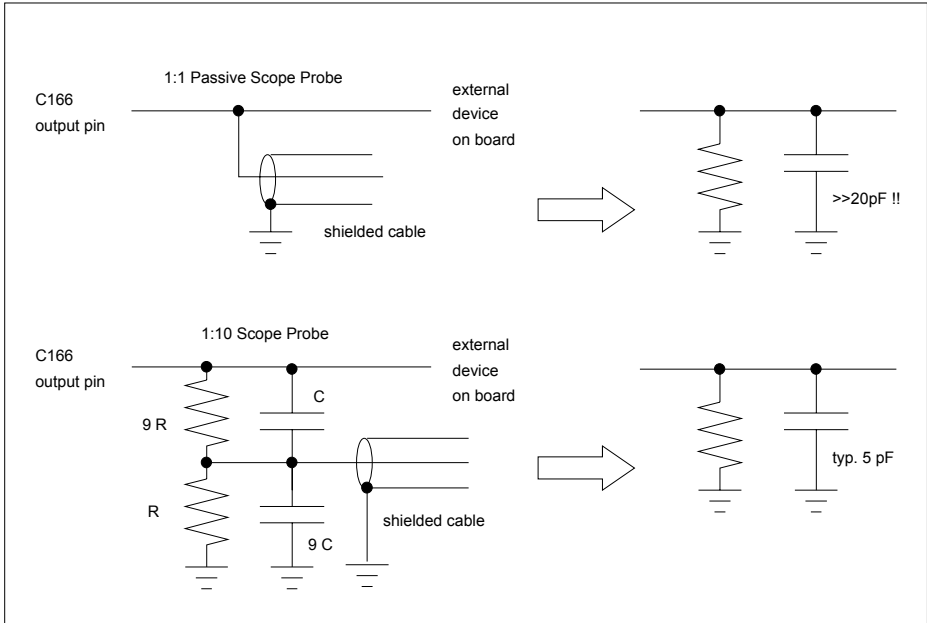 1:1 Passive Scope Probe
C166
output pin
external
device
on board
>>20pF !!
shielded cable
1:10 Scope Probe
C166
output pin
external
device
on board
C
9 R
typ. 5 pF
R
shielded cable
9 C